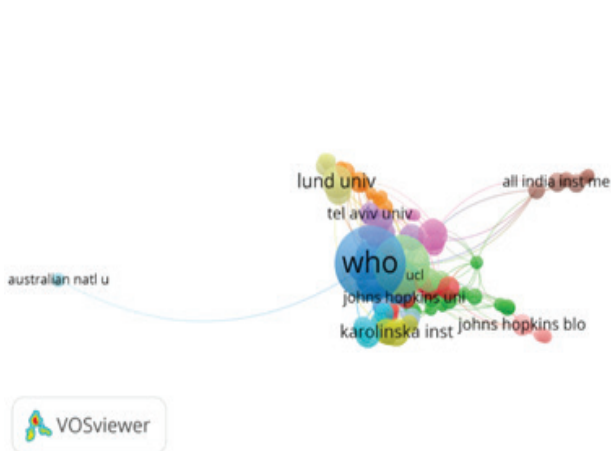 lund univ
all india inst me
tel aviv univ
who
ucl
australian natl u
johns hopkins uni
karolinska inst
johns hopkins blo
VOSviewer